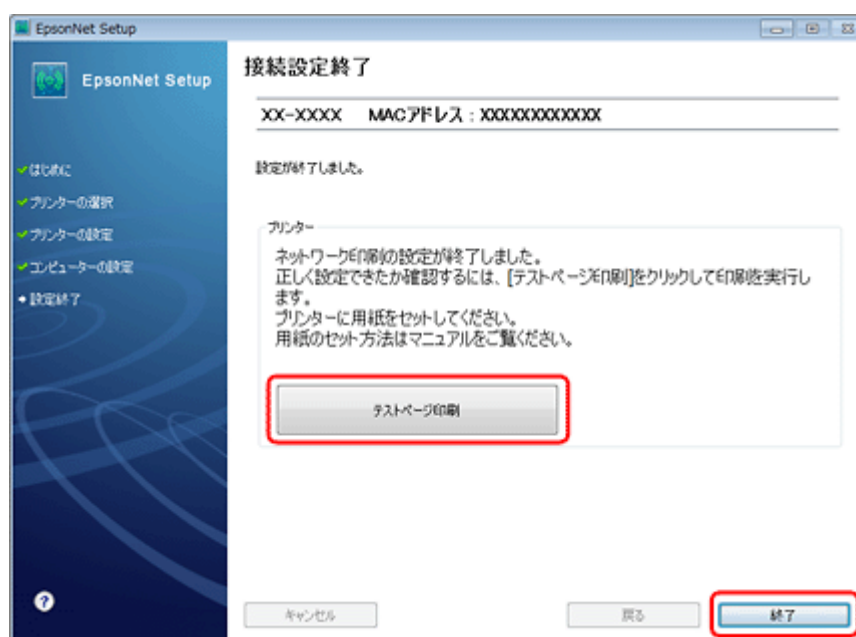 EpsonNet Setup
EpsonNet Setup
はじめに
プリンターの選択
プリンターの設定
コンピューターの設定
設定終了
接続設定終了
XX-XXXX MACアドレス : XXXXXXXXXXXX
設定が終了しました。
プリンター
ネットワーク印刷の設定が終了しました。
正しく設定できたか確認するには、[テストページ印刷]をクリックして印刷を実行し
ます。
プリンターに用紙をセットしてください。
用紙のセット方法はマニュアルをご覧ください。
テストページ印刷
?
キャンセル
戻る
終了